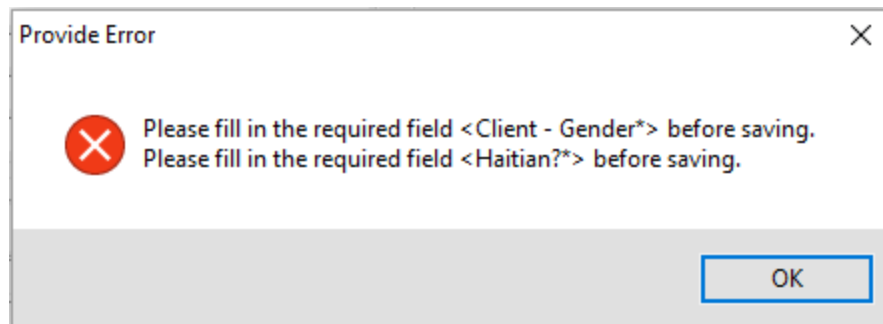 Provide Error
Please fill in the required field <Client - Gender*> before saving.
Please fill in the required field <Haitian?*> before saving.
OK